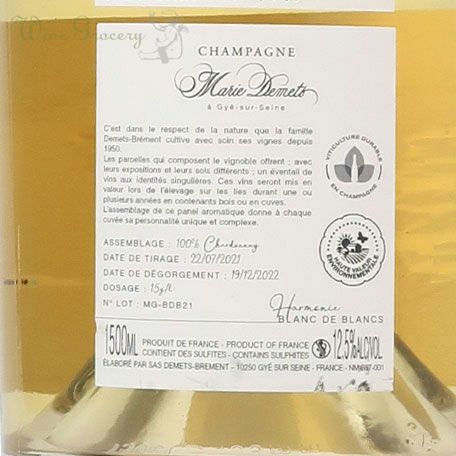 Wine Grocery
CHAMPAGNE
Marie Demets
à Gyé-sur-Seine
C'est dans le respect de la nature que la famille
Demets-Brément cultive avec soin ses vignes depuis
1950.
Les parcelles qui composent le vignoble offrent ; avec
leurs expositions et leurs sols différents ; un éventail de
vins aux identités singulières. Ces vins seront mis en
valeur lors de l'élevage sur les lies durant une ou
plusieurs années en contenants bois ou en cuves.
L'assemblage de ce panel aromatique donne à chaque
cuvée sa personnalité unique et complexe.
VITICULTURE DURABLE
EN CHAMPAGNE
ASSEMBLAGE : 100% Chardonnay
DATE DE TIRAGE : 22/07/2021
DATE DE DÉGORGEMENT : 19/12/2022
DOSAGE : 1.5g/L
N° LOT : MG-BDB21
HAUTE VALEUR
ENVIRONNEMENTALE
Harmonie
BLANC DE BLANCS
1500ML
PRODUIT DE FRANCE - PRODUCT OF FRANCE
CONTIENT DES SULFITES - CONTAINS SULPHITES
12.5%ALC/VOL
ÉLABORÉ PAR SAS DEMETS-BREMENT - 10250 GYÉ SUR SEINE - FRANCE -